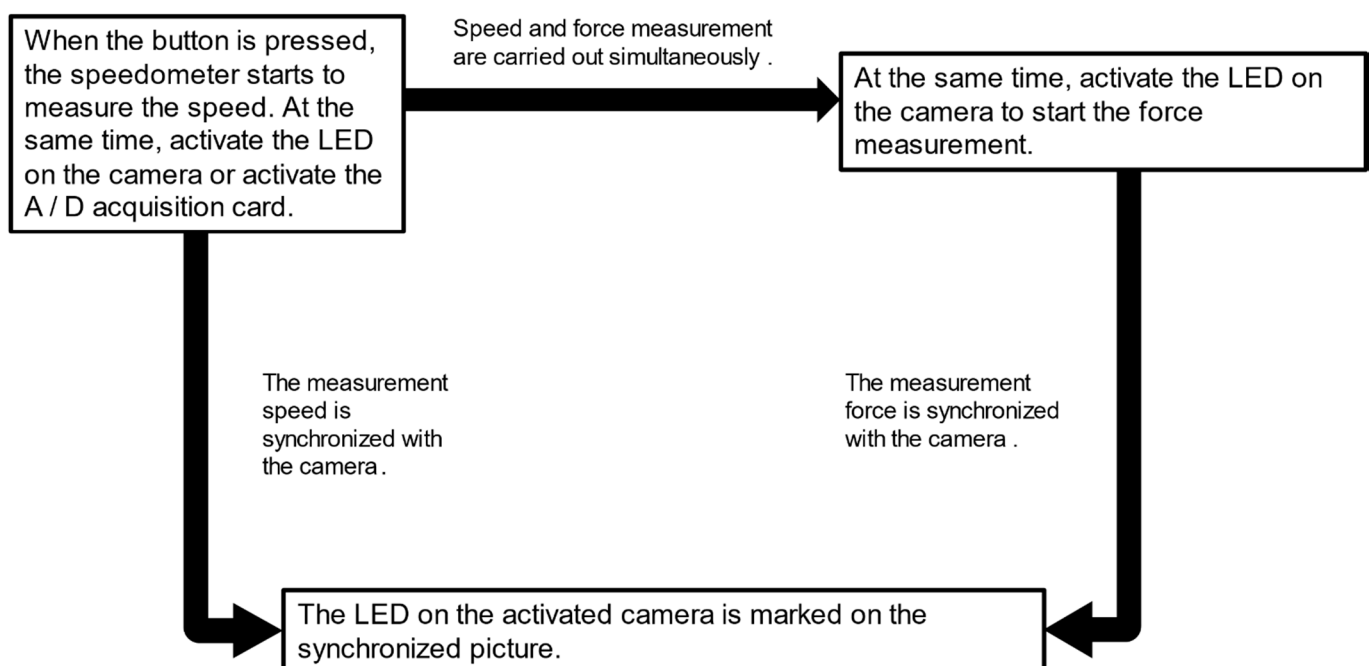 When the button is pressed,
the speedometer starts to
measure the speed. At the
same time, activate the LED
on the camera or activate the
A / D acquisition card.
Speed and force measurement
are carried out simultaneously .
At the same time, activate the LED on
the camera to start the force
measurement.
The measurement
speed is
synchronized with
the camera .
The measurement
force is synchronized
with the camera .
The LED on the activated camera is marked on the
synchronized picture.